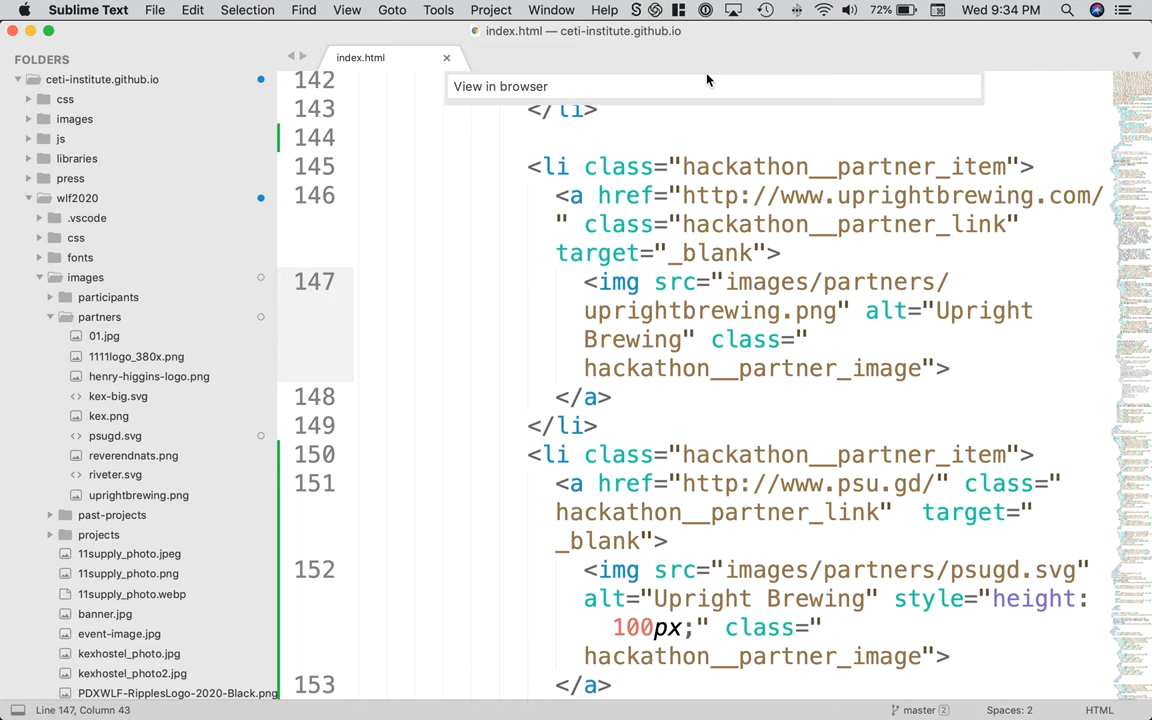 Sublime Text File Edit Selection Find View Goto Tools Project Window Help 72% Wed 9:34 PM
index.html — ceti-institute.github.io
FOLDERS
ceti-institute.github.io
css
images
js
libraries
press
wlf2020
.vscode
css
fonts
images
participants
partners
01.jpg
1111logo_380x.png
henry-higgins-logo.png
kex-big.svg
kex.png
psugd.svg
reverendnats.png
riveter.svg
uprightbrewing.png
past-projects
projects
11supply_photo.jpeg
11supply_photo.png
11supply_photo.webp
banner.jpg
event-image.jpg
kexhostel_photo.jpg
kexhostel_photo2.jpg
PDXWLF-RipplesLogo-2020-Black.png
index.html
View in browser
142
143 </li>
144
145 <li class="hackathon__partner_item">
146 <a href="http://www.uprightbrewing.com/
" class="hackathon__partner_link"
target="_blank">
147 <img src="images/partners/
uprightbrewing.png" alt="Upright
Brewing" class="
hackathon__partner_image">
148 </a>
149 </li>
150 <li class="hackathon__partner_item">
151 <a href="http://www.psu.gd/" class="
hackathon__partner_link" target="
_blank">
152 <img src="images/partners/psugd.svg"
alt="Upright Brewing" style="height:
100px;" class="
hackathon__partner_image">
153 </a>
Line 147, Column 43 master 2 Spaces: 2 HTML